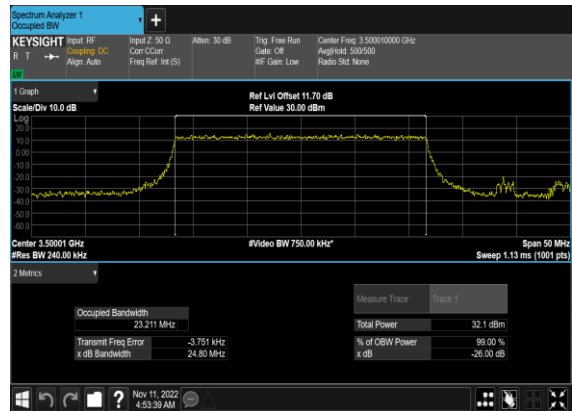 Spectrum Analyzer 1
Occupied BW
KEYSIGHT
R T
Input: RF
Coupling: DC
Align: Auto
Input Z: 50 Ω
Corr CCorr
Freq Ref: Int (S)
Atten: 30 dB
Trig: Free Run
Gate: Off
#IF Gain: Low
Center Freq: 3.500010000 GHz
Avg|Hold: 500/500
Radio Std: None
1 Graph
Scale/Div 10.0 dB
Ref Lvl Offset 11.70 dB
Ref Value 30.00 dBm
Log
20.0
10.0
0.00
-10.0
-20.0
-30.0
-40.0
-50.0
-60.0
Center 3.50001 GHz
#Video BW 750.00 kHz*
Span 50 MHz
#Res BW 240.00 kHz
Sweep 1.13 ms (1001 pts)
2 Metrics
Measure Trace
Trace 1
Occupied Bandwidth
23.211 MHz
Total Power 32.1 dBm
Transmit Freq Error -3.751 kHz
% of OBW Power 99.00 %
x dB Bandwidth 24.80 MHz
x dB -26.00 dB
Nov 11, 2022
4:53:39 AM